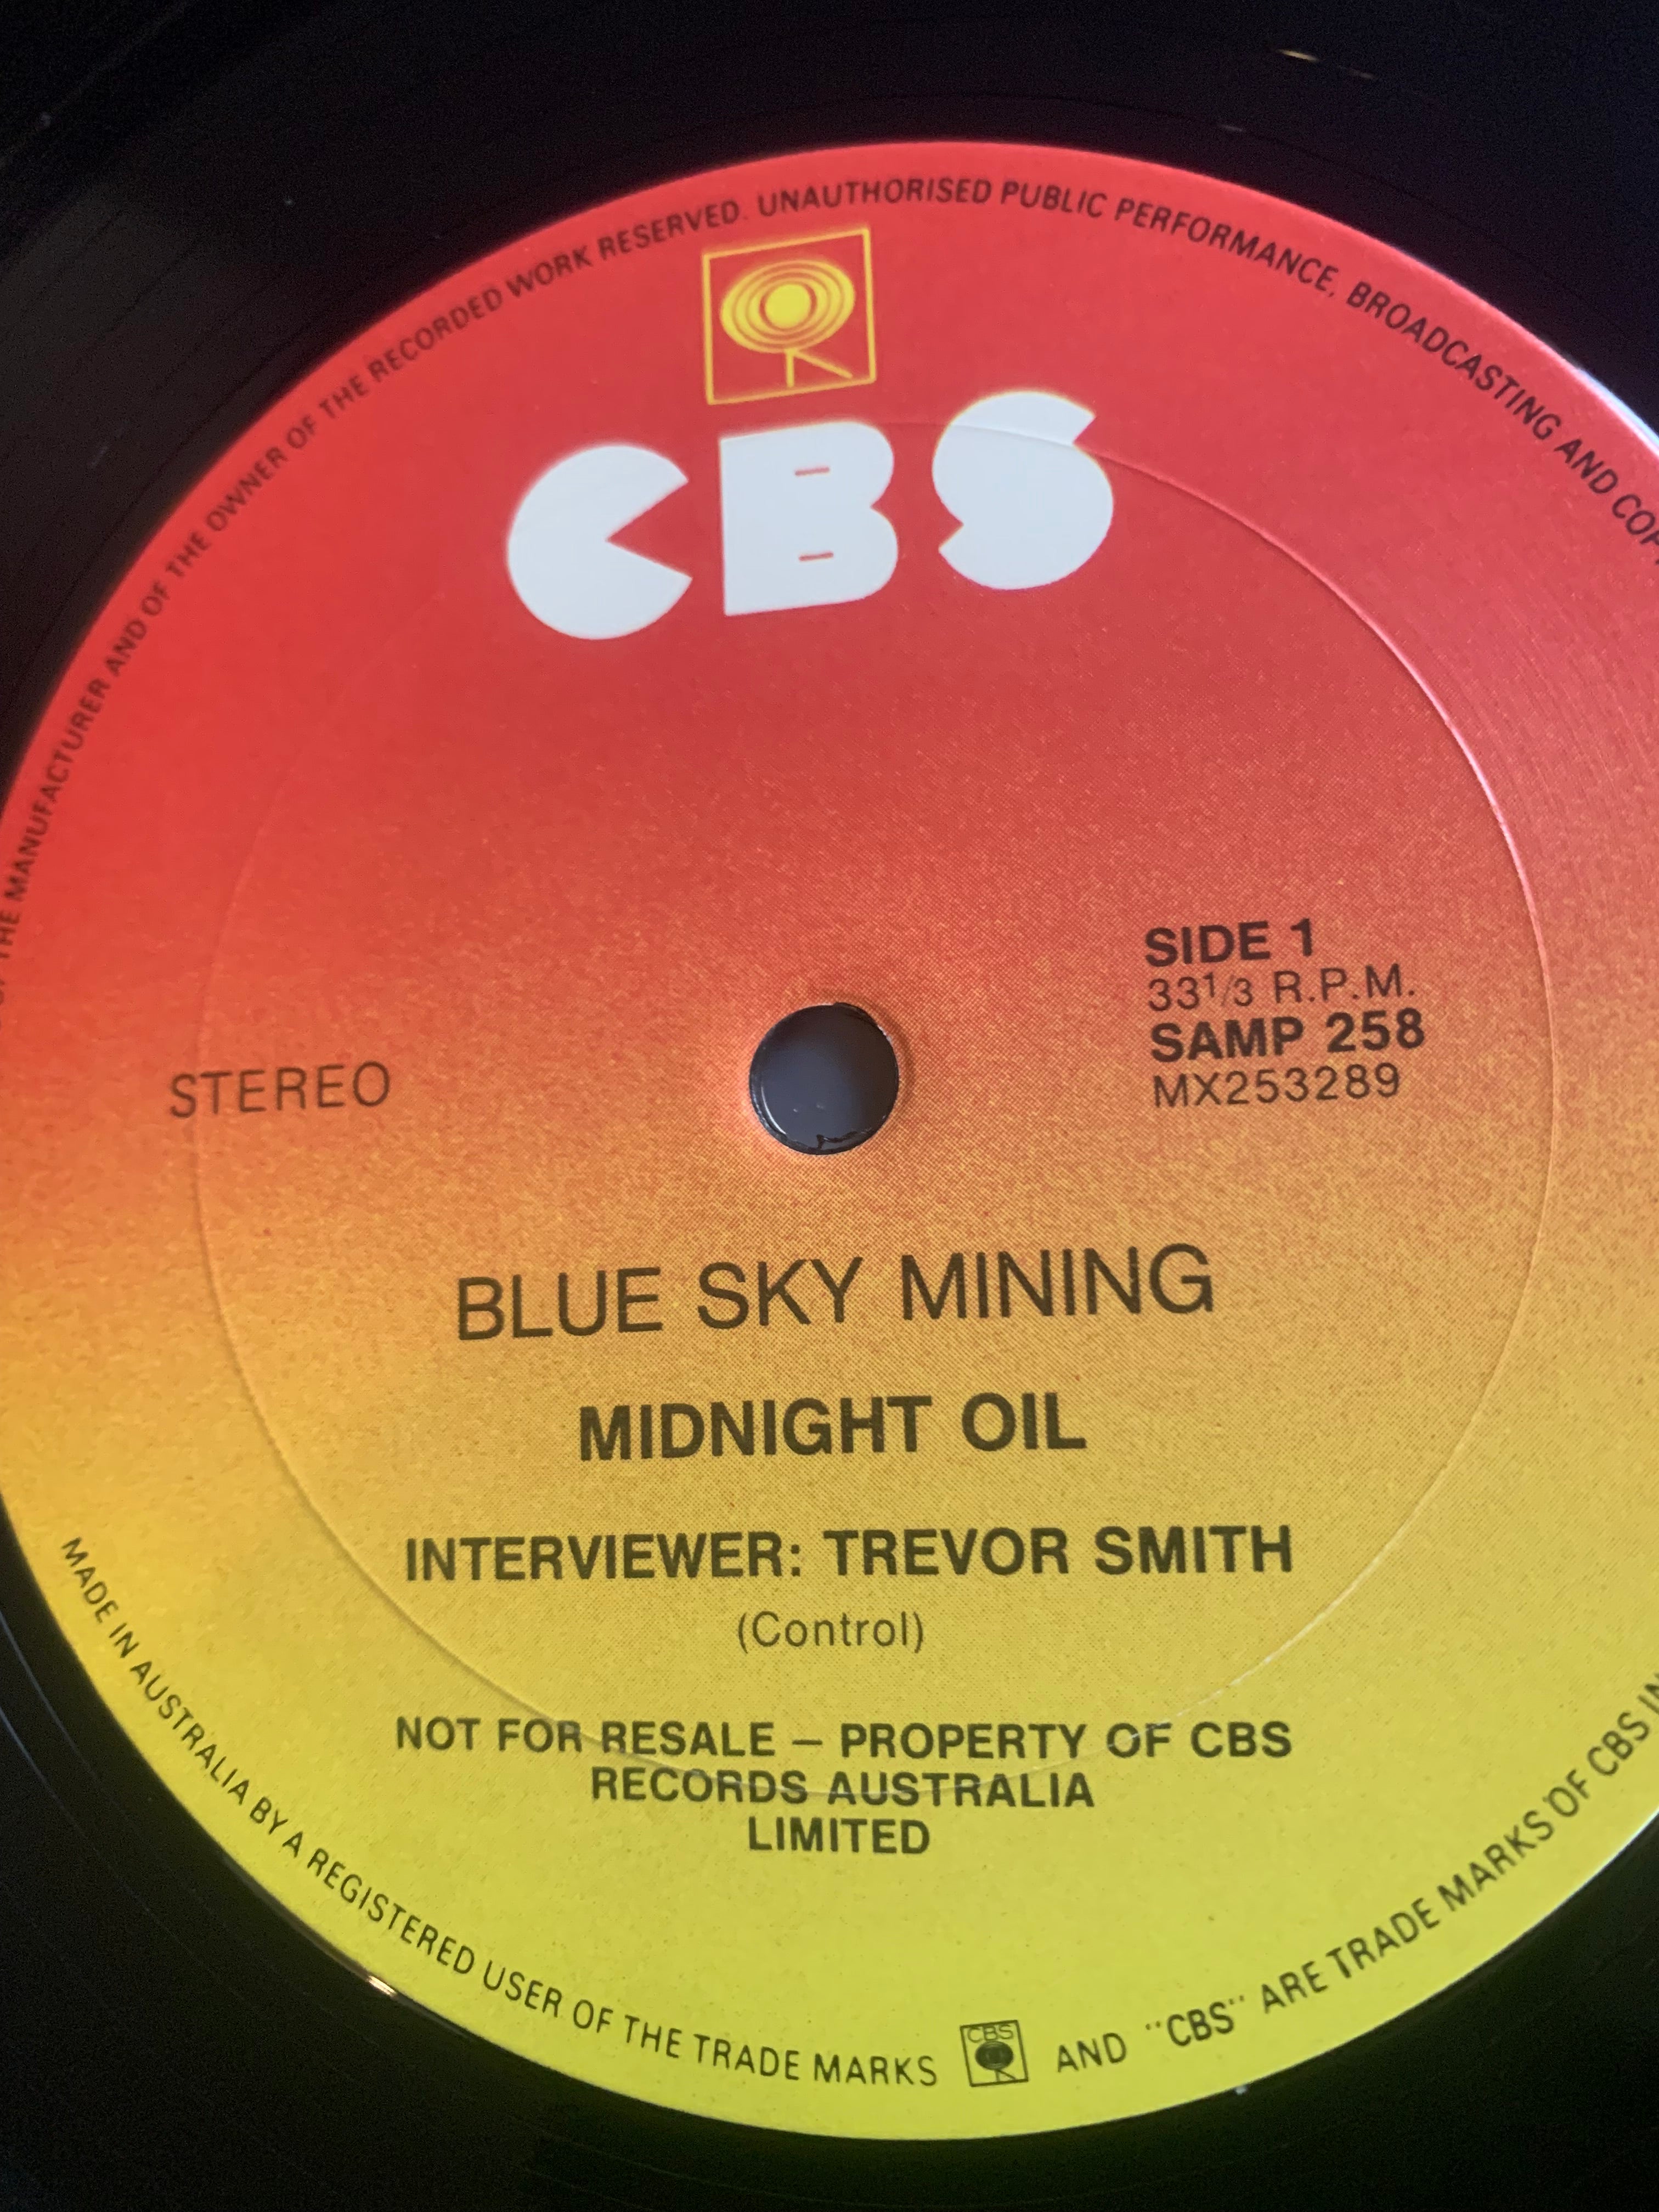 OF THE MANUFACTURER AND OF THE OWNER OF THE RECORDED WORK RESERVED. UNAUTHORISED PUBLIC PERFORMANCE, BROADCASTING AND
CBS
SIDE 1
33 1/3 R.P.M.
SAMP 258
MX253289
STEREO
BLUE SKY MINING
MIDNIGHT OIL
INTERVIEWER: TREVOR SMITH
(Control)
NOT FOR RESALE – PROPERTY OF CBS
RECORDS AUSTRALIA
LIMITED
MADE IN AUSTRALIA BY A REGISTERED USER OF THE TRADE MARKS CBS AND "CBS" ARE TRADE MARKS OF CBS